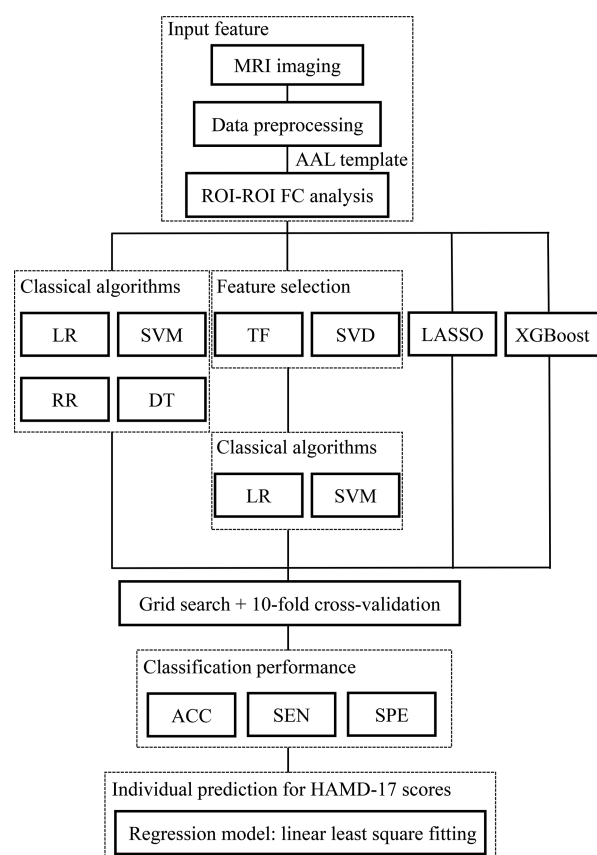 Input feature
MRI imaging
Data preprocessing
AAL template
ROI-ROI FC analysis
Classical algorithms
LR
SVM
RR
DT
Feature selection
TF
SVD
LASSO
XGBoost
Classical algorithms
LR
SVM
Grid search + 10-fold cross-validation
Classification performance
ACC
SEN
SPE
Individual prediction for HAMD-17 scores
Regression model: linear least square fitting